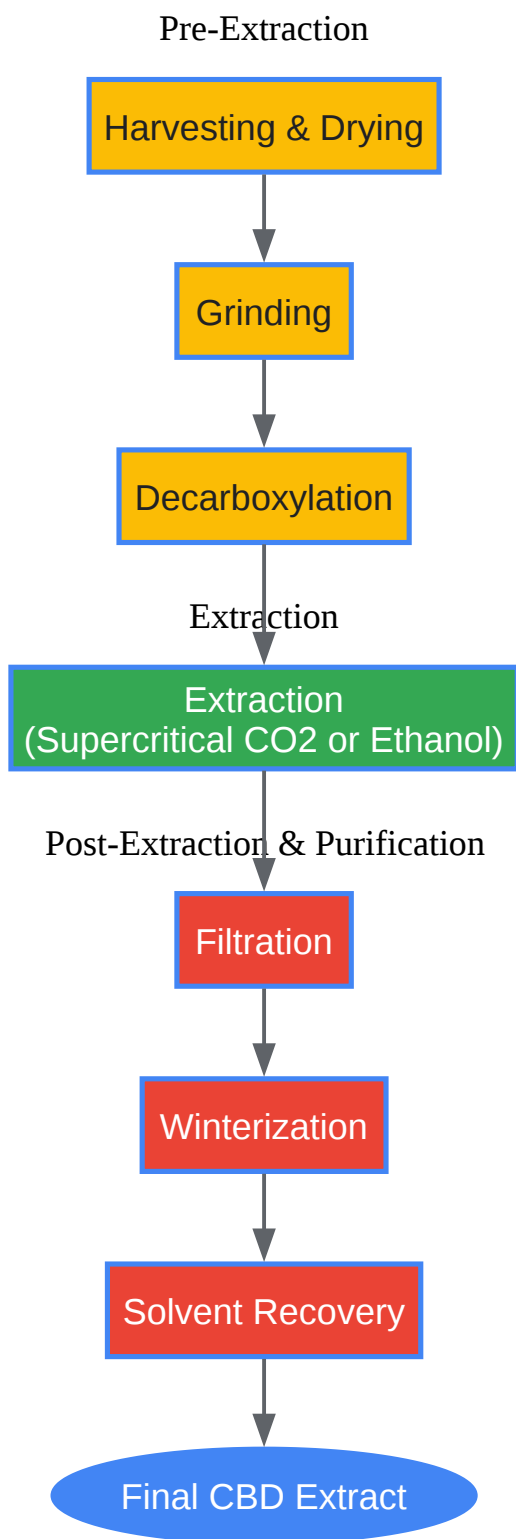 Pre-Extraction
Harvesting & Drying
Grinding
Decarboxylation
Extraction
Extraction
(Supercritical CO2 or Ethanol)
Post-Extraction & Purification
Filtration
Winterization
Solvent Recovery
Final CBD Extract